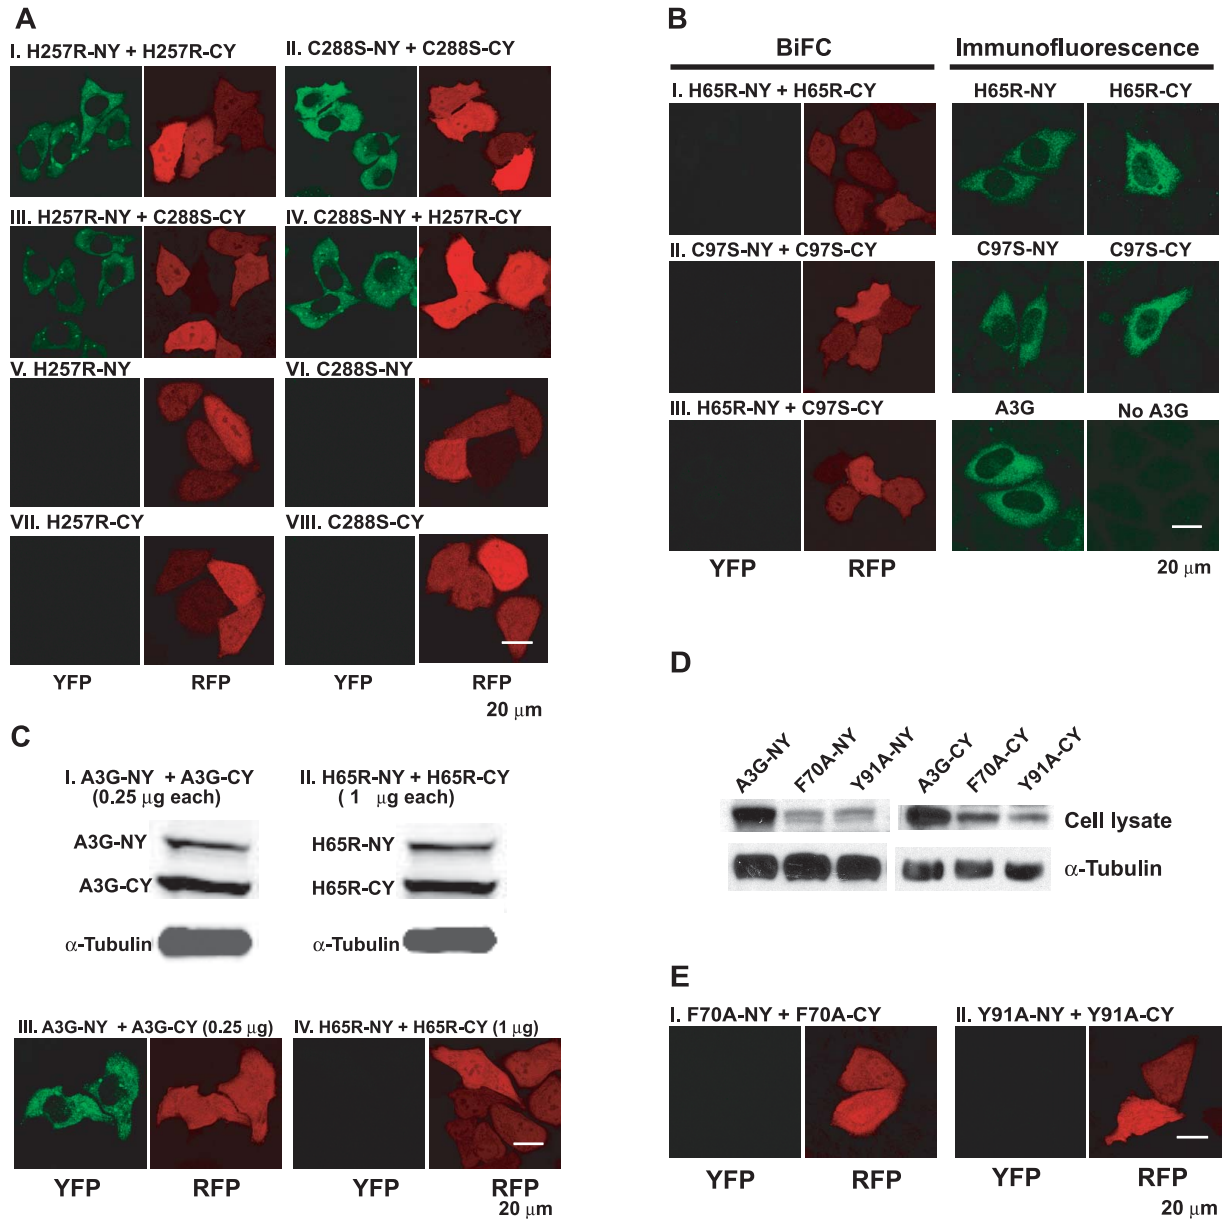 A
I. H257R-NY + H257R-CY
II. C288S-NY + C288S-CY
III. H257R-NY + C288S-CY
IV. C288S-NY + H257R-CY
V. H257R-NY
VI. C288S-NY
VII. H257R-CY
VIII. C288S-CY
YFP
RFP
YFP
RFP
20 μm
B
BiFC
Immunofluorescence
I. H65R-NY + H65R-CY
H65R-NY
H65R-CY
II. C97S-NY + C97S-CY
C97S-NY
C97S-CY
III. H65R-NY + C97S-CY
A3G
No A3G
YFP
RFP
20 μm
C
I. A3G-NY + A3G-CY
(0.25 μg each)
II. H65R-NY + H65R-CY
( 1 μg each)
A3G-NY
A3G-CY
α-Tubulin
H65R-NY
H65R-CY
α-Tubulin
III. A3G-NY + A3G-CY (0.25 μg)
IV. H65R-NY + H65R-CY (1 μg)
YFP
RFP
YFP
RFP
20 μm
D
A3G-NY
F70A-NY
Y91A-NY
A3G-CY
F70A-CY
Y91A-CY
Cell lysate
α-Tubulin
E
I. F70A-NY + F70A-CY
II. Y91A-NY + Y91A-CY
YFP
RFP
YFP
RFP
20 μm